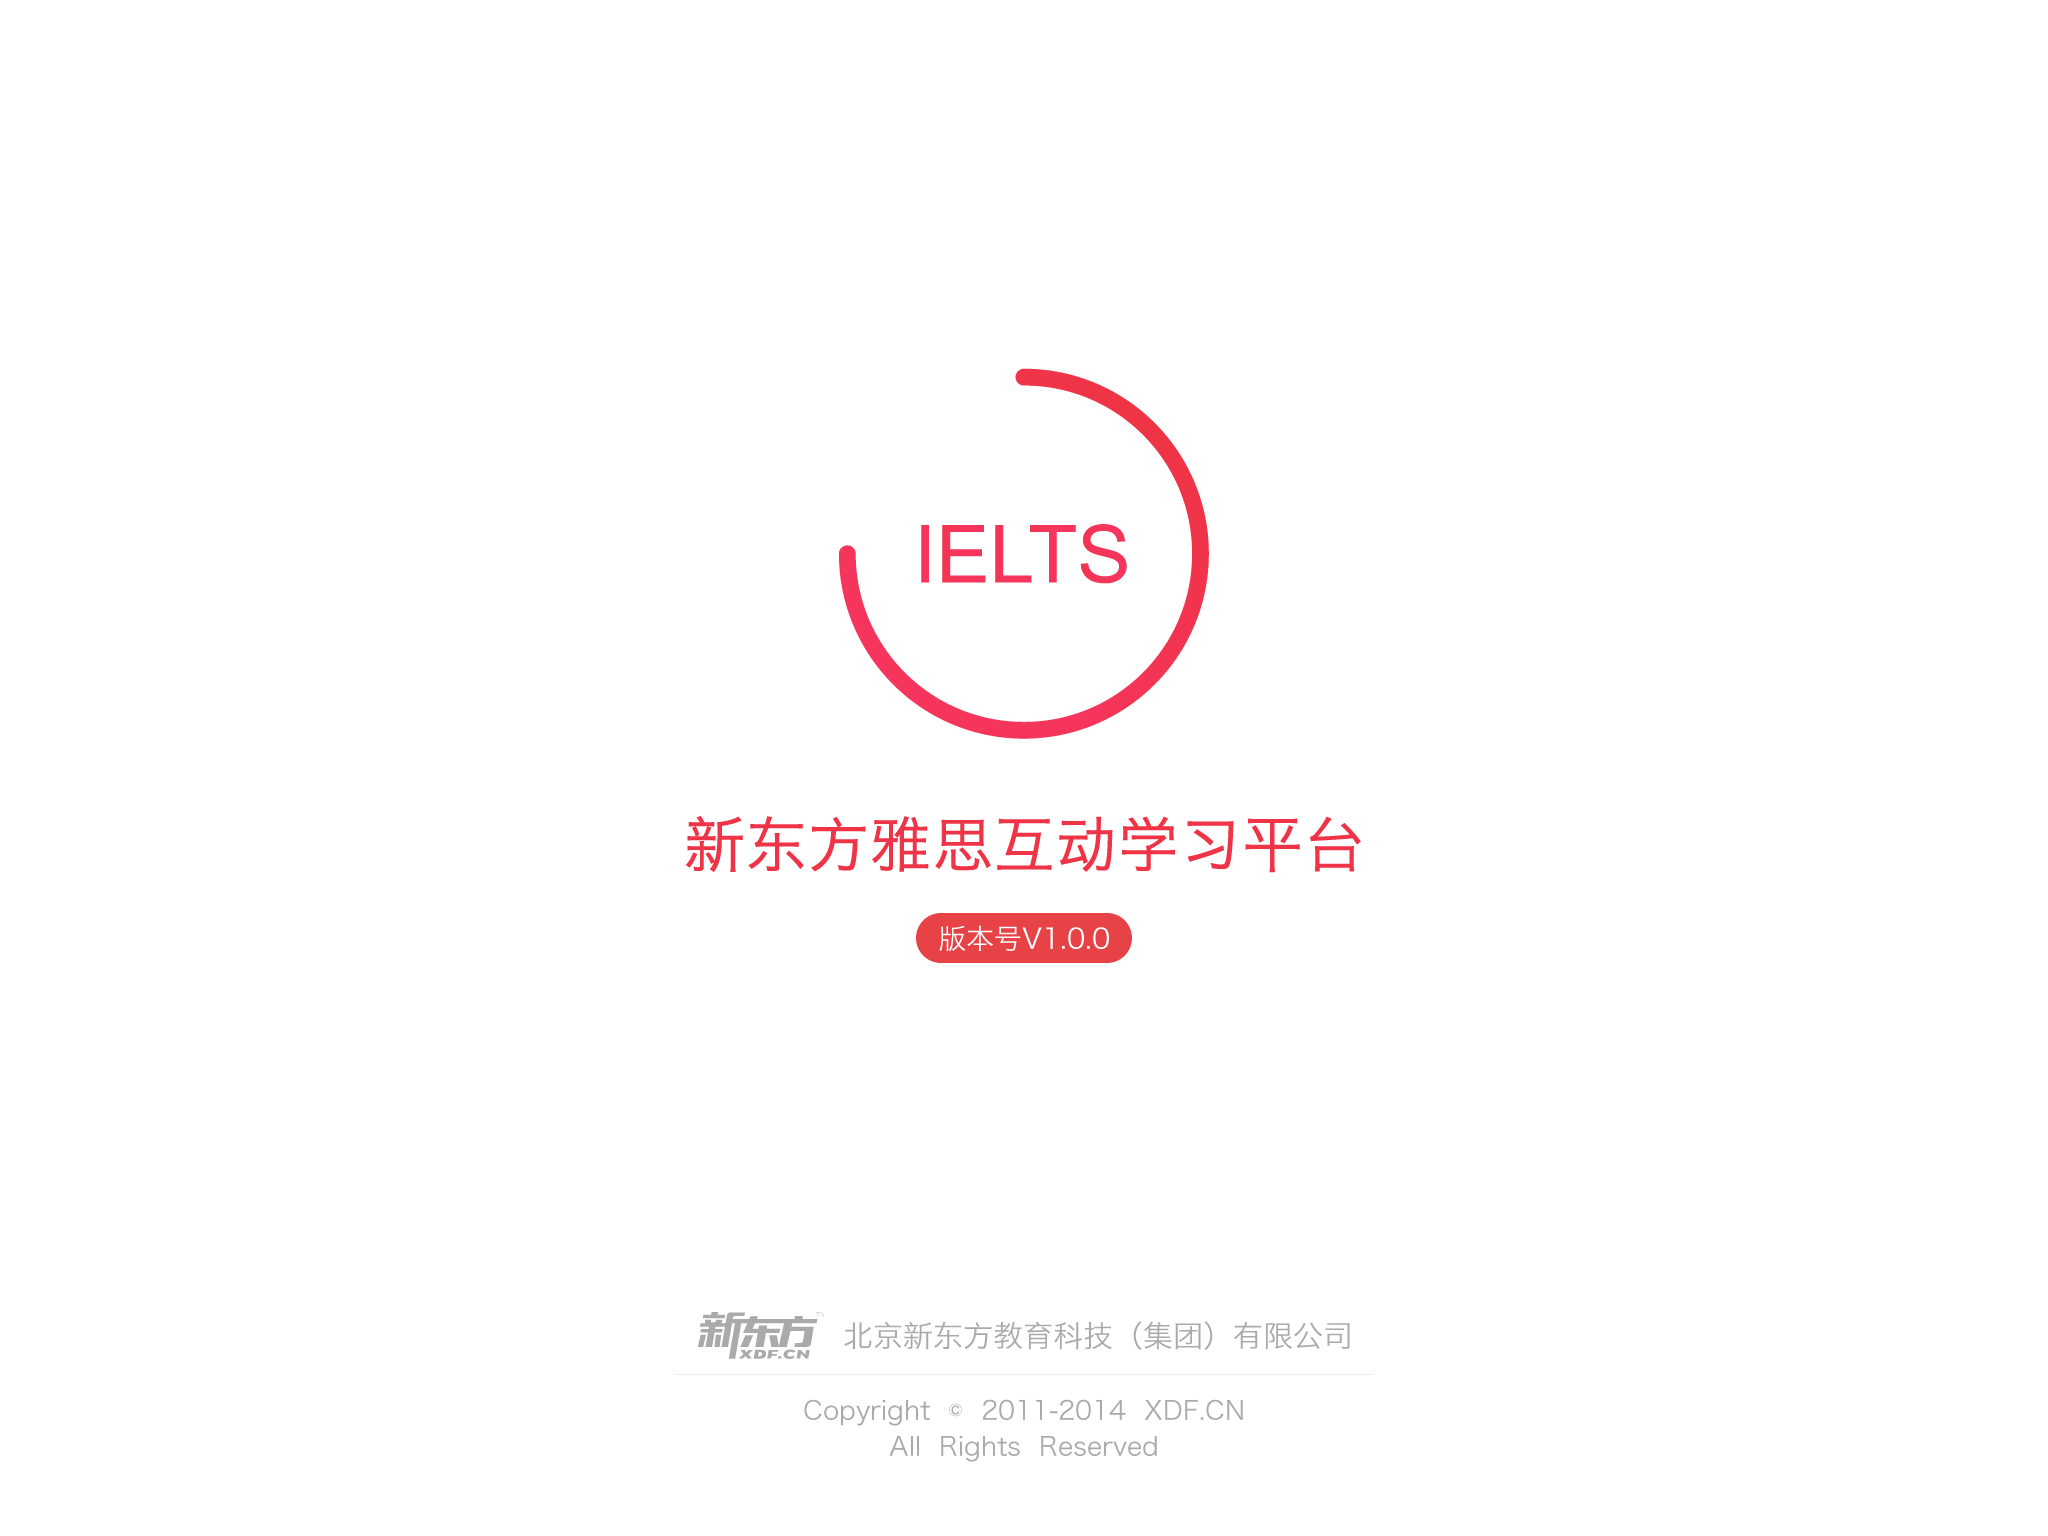 IELTS
新东方雅思互动学习平台
版本号V1.0.0
新东方 XDF.CN 北京新东方教育科技（集团）有限公司
Copyright © 2011-2014 XDF.CN
All Rights Reserved